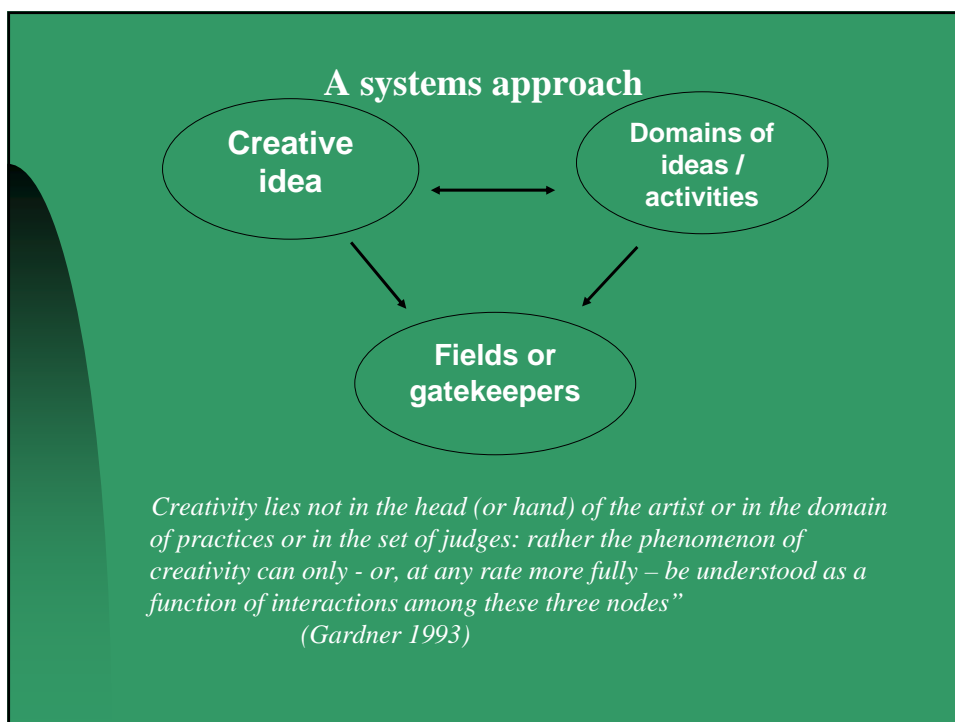 A systems approach
Creative
idea
Domains of
ideas /
activities
Fields or
gatekeepers
Creativity lies not in the head (or hand) of the artist or in the domain
of practices or in the set of judges: rather the phenomenon of
creativity can only - or, at any rate more fully – be understood as a
function of interactions among these three nodes”
(Gardner 1993)